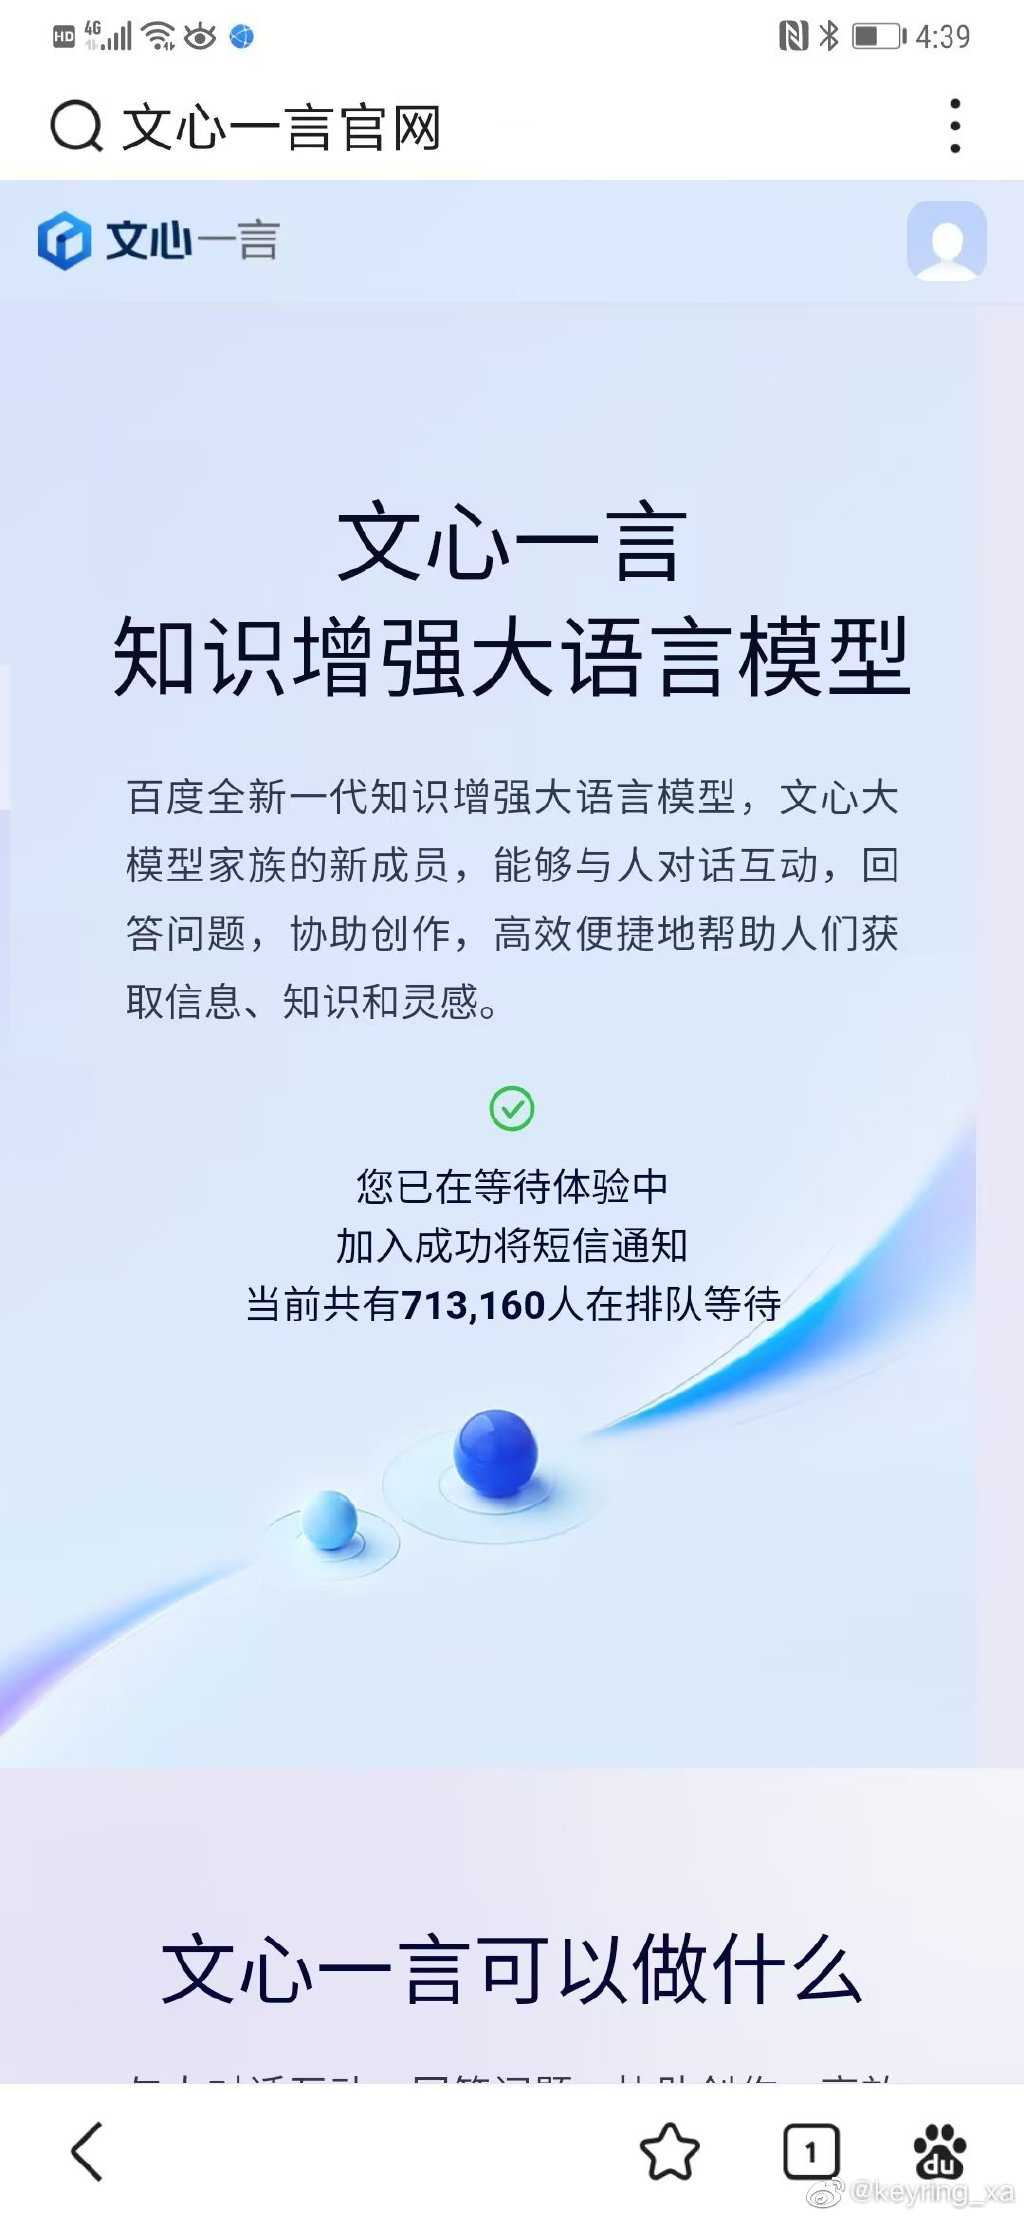 HD 4G 4:39
文心一言官网
文心一言
文心一言
知识增强大语言模型
百度全新一代知识增强大语言模型，文心大
模型家族的新成员，能够与人对话互动，回
答问题，协助创作，高效便捷地帮助人们获
取信息、知识和灵感。
您已在等待体验中
加入成功将短信通知
当前共有713,160人在排队等待
文心一言可以做什么
1 du
@keyring_xa